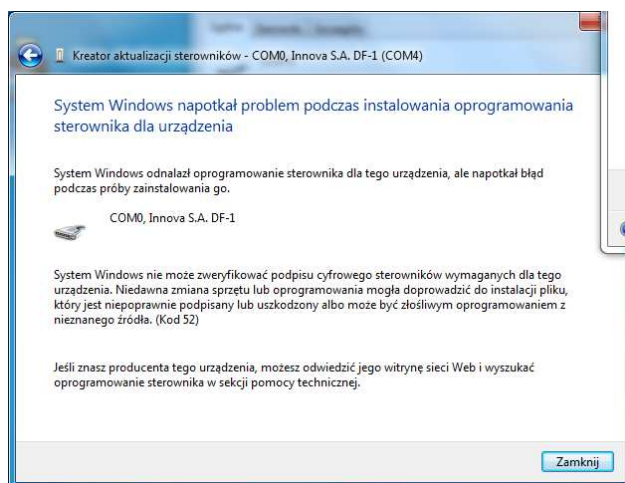 Kreator aktualizacji sterowników - COM0, Innova S.A. DF-1 (COM4)
System Windows napotkał problem podczas instalowania oprogramowania
sterownika dla urządzenia
System Windows odnalazł oprogramowanie sterownika dla tego urządzenia, ale napotkał błąd
podczas próby zainstalowania go.
COM0, Innova S.A. DF-1
System Windows nie może zweryfikować podpisu cyfrowego sterowników wymaganych dla tego
urządzenia. Niedawna zmiana sprzętu lub oprogramowania mogła doprowadzić do instalacji pliku,
który jest niepoprawnie podpisany lub uszkodzony albo może być złośliwym oprogramowaniem z
nieznanego źródła. (Kod 52)
Jeśli znasz producenta tego urządzenia, możesz odwiedzić jego witrynę sieci Web i wyszukać
oprogramowanie sterownika w sekcji pomocy technicznej.
Zamknij